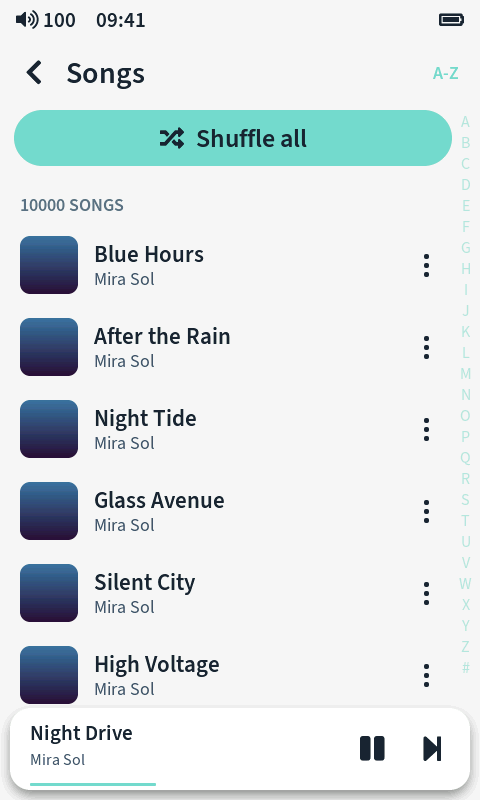 100 09:41
Songs
A-Z
Shuffle all
10000 SONGS
Blue Hours
Mira Sol
After the Rain
Mira Sol
Night Tide
Mira Sol
Glass Avenue
Mira Sol
Silent City
Mira Sol
High Voltage
Mira Sol
A
B
C
D
E
F
G
H
I
J
K
L
M
N
O
P
Q
R
S
T
U
V
W
X
Y
Z
#
Night Drive
Mira Sol